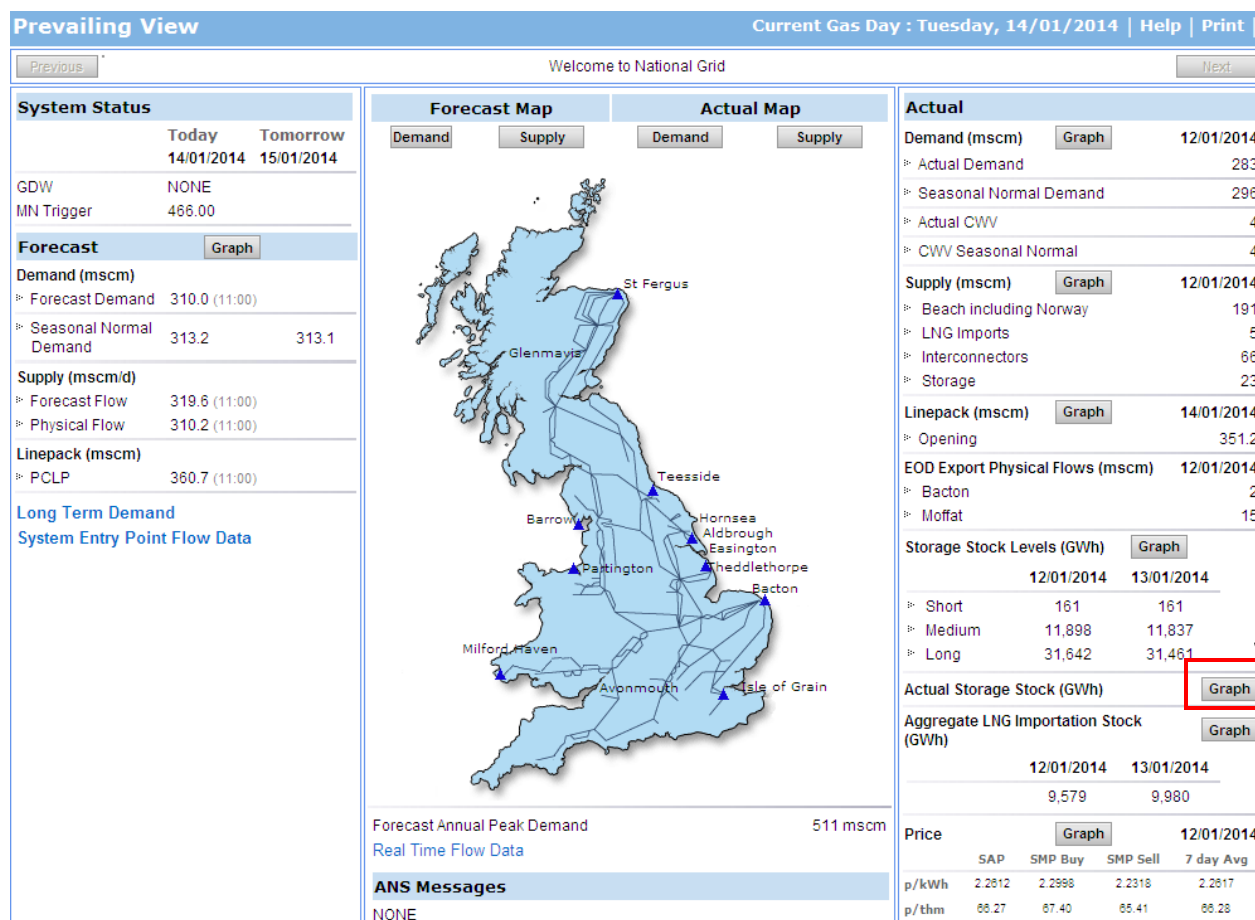 Prevailing View
Current Gas Day : Tuesday, 14/01/2014 | Help | Print |
Previous
Welcome to National Grid
Next
System Status
Today Tomorrow
14/01/2014 15/01/2014
GDW NONE
MN Trigger 466.00
Forecast Graph
Demand (mscm)
Forecast Demand 310.0 (11:00)
Seasonal Normal Demand 313.2 313.1
Supply (mscm/d)
Forecast Flow 319.6 (11:00)
Physical Flow 310.2 (11:00)
Linepack (mscm)
PCLP 360.7 (11:00)
Long Term Demand
System Entry Point Flow Data
Forecast Map Actual Map
Demand Supply Demand Supply
St Fergus
Glenmavis
Teesside
Barrow
Hornsea
Aldbrough
Easington
Partington
Theddlethorpe
Bacton
Milford Haven
Avonmouth
Isle of Grain
Forecast Annual Peak Demand 511 mscm
Real Time Flow Data
ANS Messages
NONE
Actual
Demand (mscm) Graph 12/01/2014
Actual Demand 283
Seasonal Normal Demand 296
Actual CWV 4
CWV Seasonal Normal 4
Supply (mscm) Graph 12/01/2014
Beach including Norway 191
LNG Imports 5
Interconnectors 66
Storage 23
Linepack (mscm) Graph 14/01/2014
Opening 351.2
EOD Export Physical Flows (mscm) 12/01/2014
Bacton 2
Moffat 15
Storage Stock Levels (GWh) Graph
12/01/2014 13/01/2014
Short 161 161
Medium 11,898 11,837
Long 31,642 31,461
Actual Storage Stock (GWh) Graph
Aggregate LNG Importation Stock (GWh) Graph
12/01/2014 13/01/2014
9,579 9,980
Price Graph 12/01/2014
SAP SMP Buy SMP Sell 7 day Avg
p/kWh 2.2612 2.2998 2.2318 2.2617
p/thm 66.27 67.40 65.41 66.28